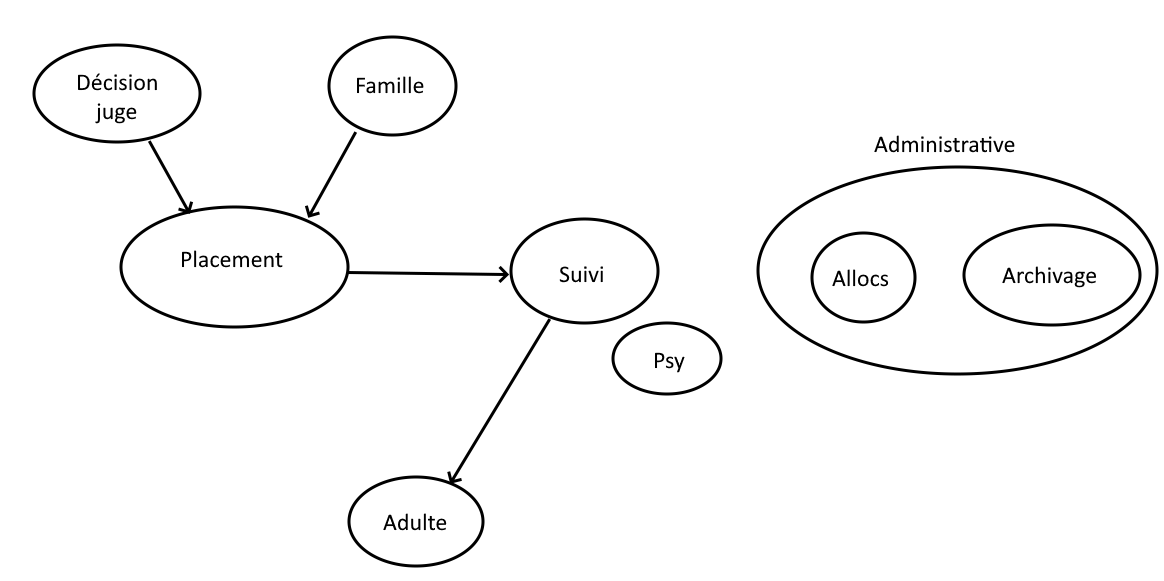 Décision
juge
Famille
Administrative
Placement
Suivi
Allocs
Archivage
Psy
Adulte